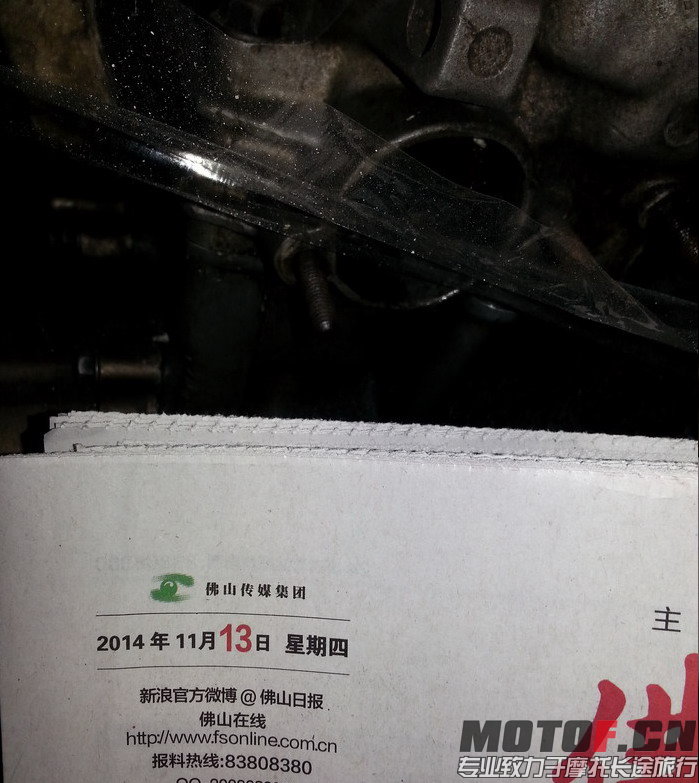 佛山传媒集团
2014年11月13日 星期四
新浪官方微博@佛山日报
佛山在线
http://www.fsonline.com.cn
报料热线:83808380
主
MOTOF.CN
专业致力于摩托长途旅行